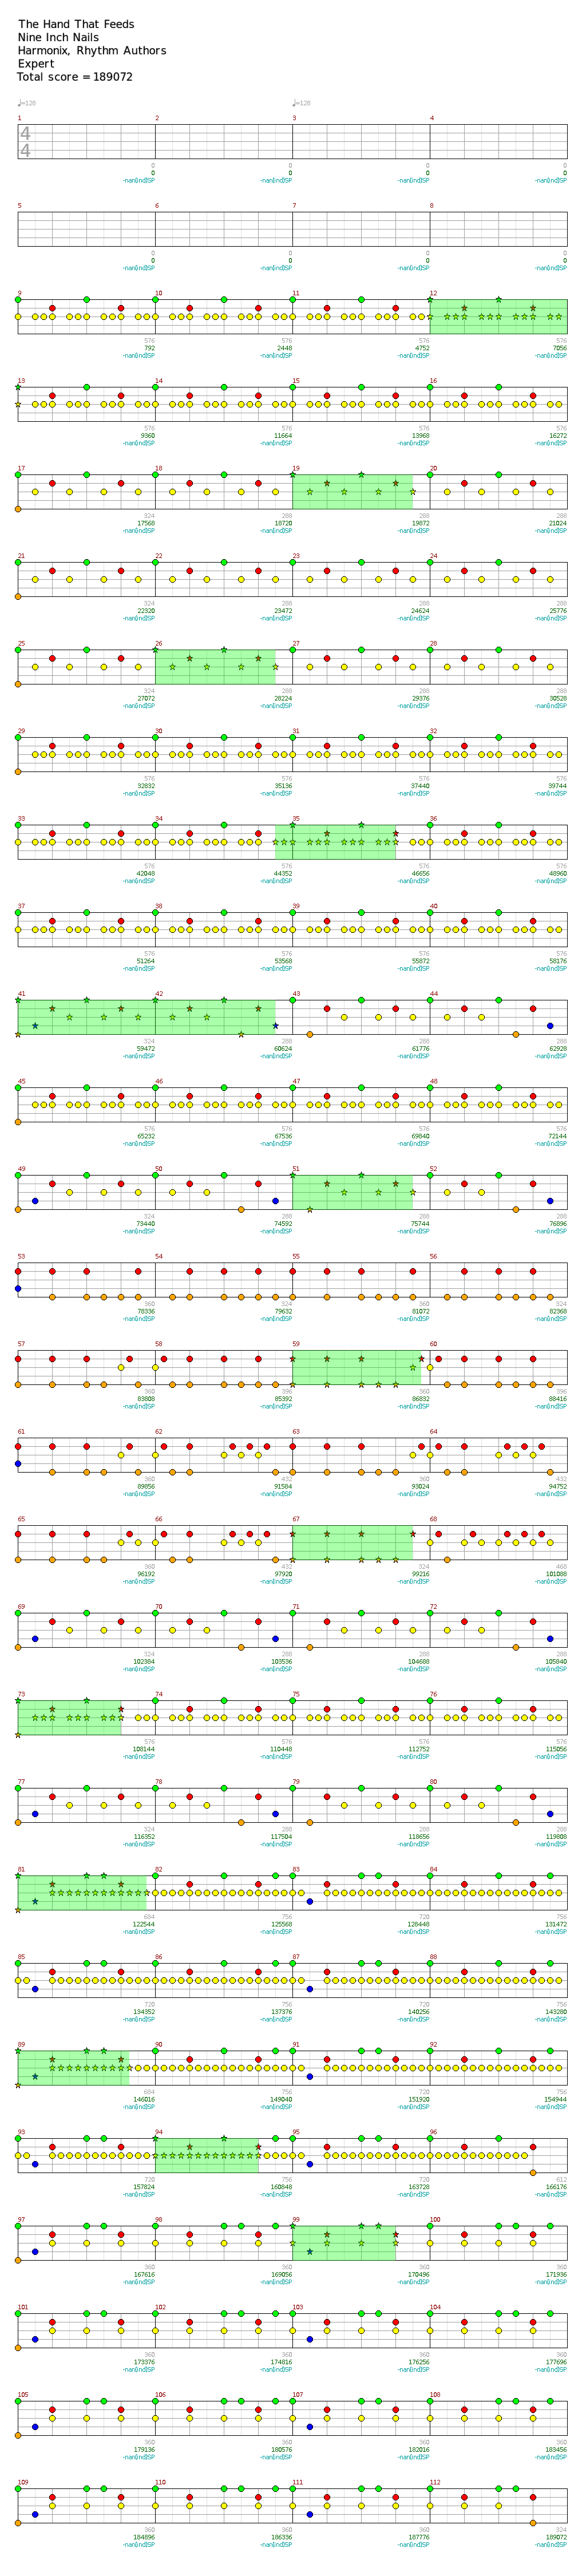 The Hand That Feeds
Nine Inch Nails
Harmonix, Rhythm Authors
Expert
Total score = 189072
♩=128 ♩=128
1 2 3 4
4
4
0 0 0 0
0 0 0 0
-nan(ind)SP -nan(ind)SP -nan(ind)SP -nan(ind)SP
5 6 7 8
0 0 0 0
0 0 0 0
-nan(ind)SP -nan(ind)SP -nan(ind)SP -nan(ind)SP
9 10 11 12
576 576 576 576
792 2448 4752 7056
-nan(ind)SP -nan(ind)SP -nan(ind)SP -nan(ind)SP
13 14 15 16
576 576 576 576
9360 11664 13968 16272
-nan(ind)SP -nan(ind)SP -nan(ind)SP -nan(ind)SP
17 18 19 20
324 288 288 288
17568 18720 19872 21024
-nan(ind)SP -nan(ind)SP -nan(ind)SP -nan(ind)SP
21 22 23 24
324 288 288 288
22320 23472 24624 25776
-nan(ind)SP -nan(ind)SP -nan(ind)SP -nan(ind)SP
25 26 27 28
324 288 288 288
27072 28224 29376 30528
-nan(ind)SP -nan(ind)SP -nan(ind)SP -nan(ind)SP
29 30 31 32
576 576 576 576
32832 35136 37440 39744
-nan(ind)SP -nan(ind)SP -nan(ind)SP -nan(ind)SP
33 34 35 36
576 576 576 576
42048 44352 46656 48960
-nan(ind)SP -nan(ind)SP -nan(ind)SP -nan(ind)SP
37 38 39 40
576 576 576 576
51264 53568 55872 58176
-nan(ind)SP -nan(ind)SP -nan(ind)SP -nan(ind)SP
41 42 43 44
324 288 288 288
59472 60624 61776 62928
-nan(ind)SP -nan(ind)SP -nan(ind)SP -nan(ind)SP
45 46 47 48
576 576 576 576
65232 67536 69840 72144
-nan(ind)SP -nan(ind)SP -nan(ind)SP -nan(ind)SP
49 50 51 52
324 288 288 288
73440 74592 75744 76896
-nan(ind)SP -nan(ind)SP -nan(ind)SP -nan(ind)SP
53 54 55 56
360 324 360 324
78336 79632 81072 82368
-nan(ind)SP -nan(ind)SP -nan(ind)SP -nan(ind)SP
57 58 59 60
360 396 360 396
83808 85392 86832 88416
-nan(ind)SP -nan(ind)SP -nan(ind)SP -nan(ind)SP
61 62 63 64
360 432 360 432
89856 91584 93024 94752
-nan(ind)SP -nan(ind)SP -nan(ind)SP -nan(ind)SP
65 66 67 68
360 432 324 468
96192 97920 99216 101088
-nan(ind)SP -nan(ind)SP -nan(ind)SP -nan(ind)SP
69 70 71 72
324 288 288 288
102384 103536 104688 105840
-nan(ind)SP -nan(ind)SP -nan(ind)SP -nan(ind)SP
73 74 75 76
576 576 576 576
108144 110448 112752 115056
-nan(ind)SP -nan(ind)SP -nan(ind)SP -nan(ind)SP
77 78 79 80
324 288 288 288
116352 117504 118656 119808
-nan(ind)SP -nan(ind)SP -nan(ind)SP -nan(ind)SP
81 82 83 84
684 756 720 756
122544 125568 128448 131472
-nan(ind)SP -nan(ind)SP -nan(ind)SP -nan(ind)SP
85 86 87 88
720 756 720 756
134352 137376 140256 143280
-nan(ind)SP -nan(ind)SP -nan(ind)SP -nan(ind)SP
89 90 91 92
684 756 720 756
146016 149040 151920 154944
-nan(ind)SP -nan(ind)SP -nan(ind)SP -nan(ind)SP
93 94 95 96
720 756 720 612
157824 160848 163728 166176
-nan(ind)SP -nan(ind)SP -nan(ind)SP -nan(ind)SP
97 98 99 100
360 360 360 360
167616 169056 170496 171936
-nan(ind)SP -nan(ind)SP -nan(ind)SP -nan(ind)SP
101 102 103 104
360 360 360 360
173376 174816 176256 177696
-nan(ind)SP -nan(ind)SP -nan(ind)SP -nan(ind)SP
105 106 107 108
360 360 360 360
179136 180576 182016 183456
-nan(ind)SP -nan(ind)SP -nan(ind)SP -nan(ind)SP
109 110 111 112
360 360 360 324
184896 186336 187776 189072
-nan(ind)SP -nan(ind)SP -nan(ind)SP -nan(ind)SP